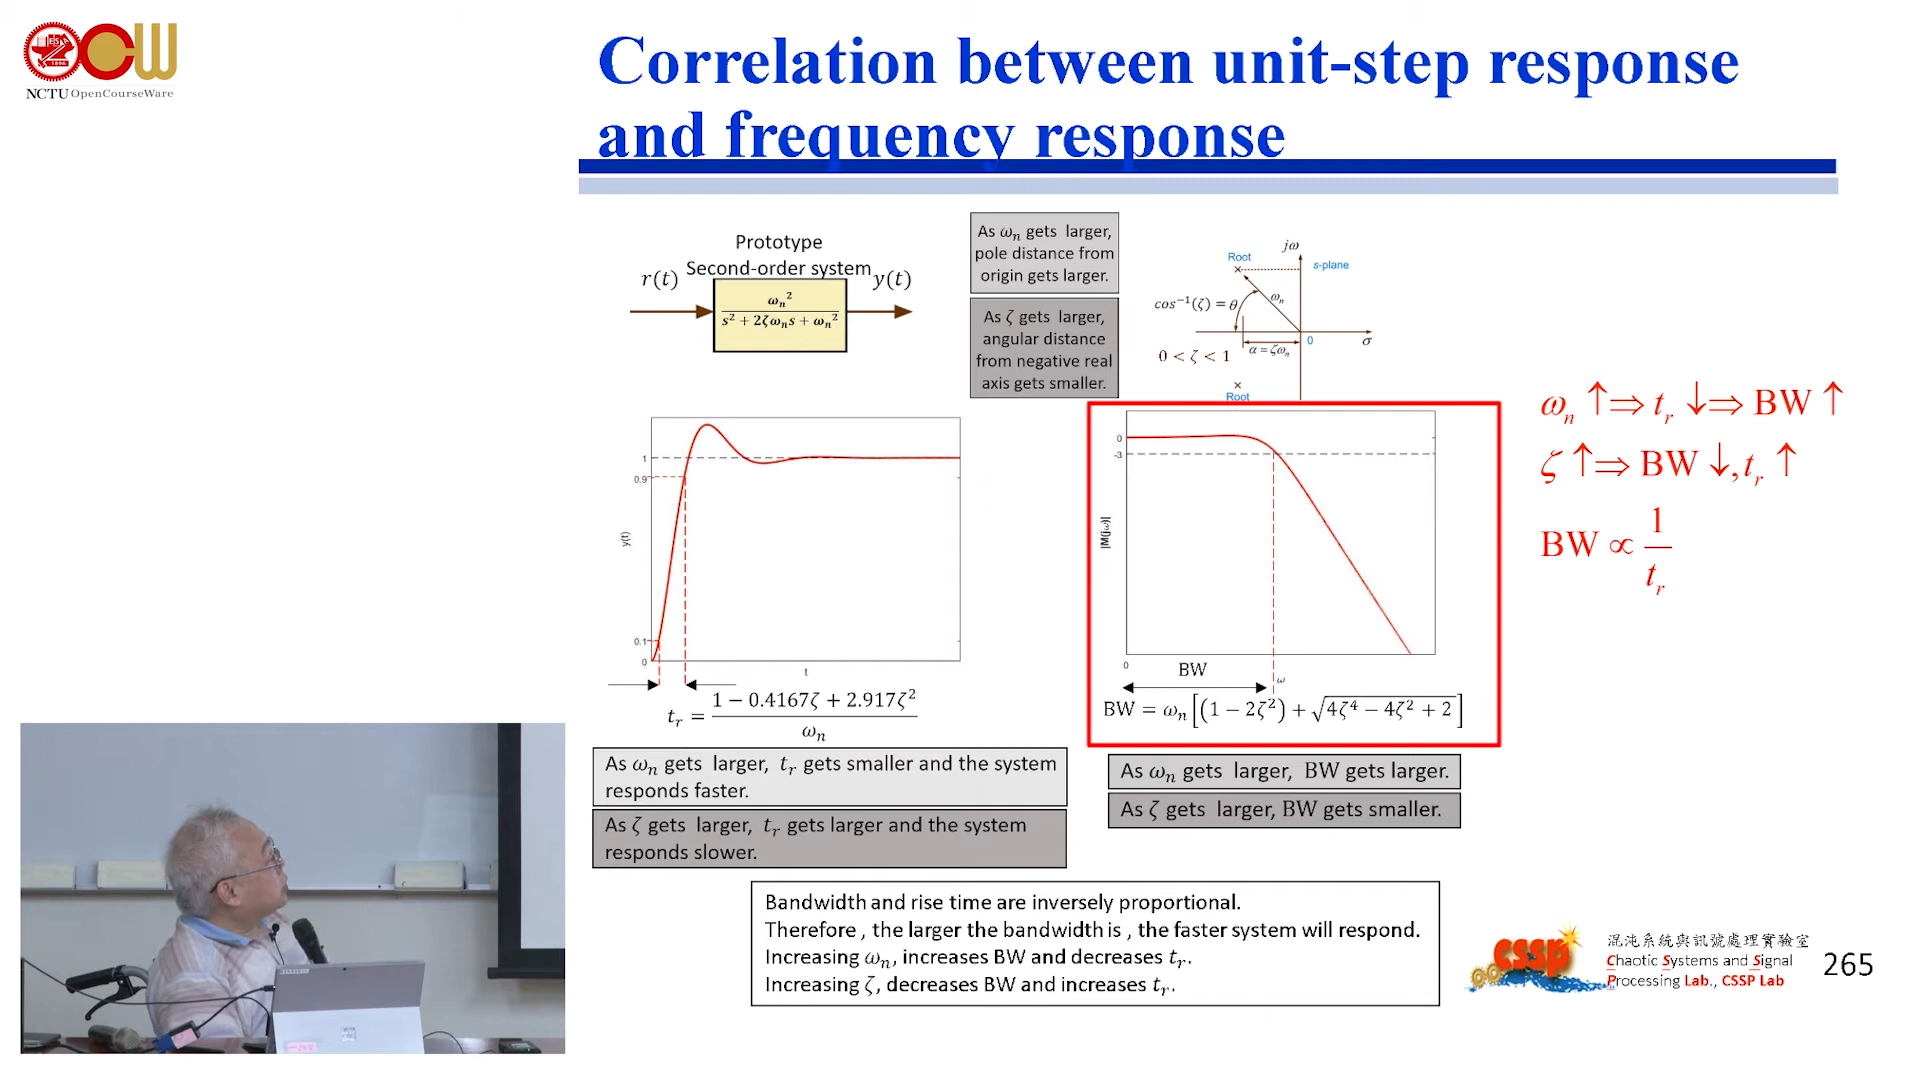 NCTU OpenCourseWare
Correlation between unit-step response
and frequency response
Prototype
Second-order system
r(t)
y(t)
ωn²
s² + 2ζωns + ωn²
As ωn gets larger,
pole distance from
origin gets larger.
As ζ gets larger,
angular distance
from negative real
axis gets smaller.
jω
Root
s-plane
ωn
cos⁻¹(ζ) = θ
0
σ
α = ζωn
0 < ζ < 1
Root
1
0.9
y(t)
0.1
0
t
tr = (1 − 0.4167ζ + 2.917ζ²) / ωn
0
-3
|M(jω)|
0
BW
ω
BW = ωn[(1 − 2ζ²) + √(4ζ⁴ − 4ζ² + 2)]
ωn ↑⇒ tr ↓⇒ BW ↑
ζ ↑⇒ BW ↓, tr ↑
BW ∝ 1/tr
As ωn gets larger, tr gets smaller and the system
responds faster.
As ζ gets larger, tr gets larger and the system
responds slower.
As ωn gets larger, BW gets larger.
As ζ gets larger, BW gets smaller.
Bandwidth and rise time are inversely proportional.
Therefore , the larger the bandwidth is , the faster system will respond.
Increasing ωn, increases BW and decreases tr.
Increasing ζ, decreases BW and increases tr.
cssp
混沌系統與訊號處理實驗室
Chaotic Systems and Signal
Processing Lab., CSSP Lab
265